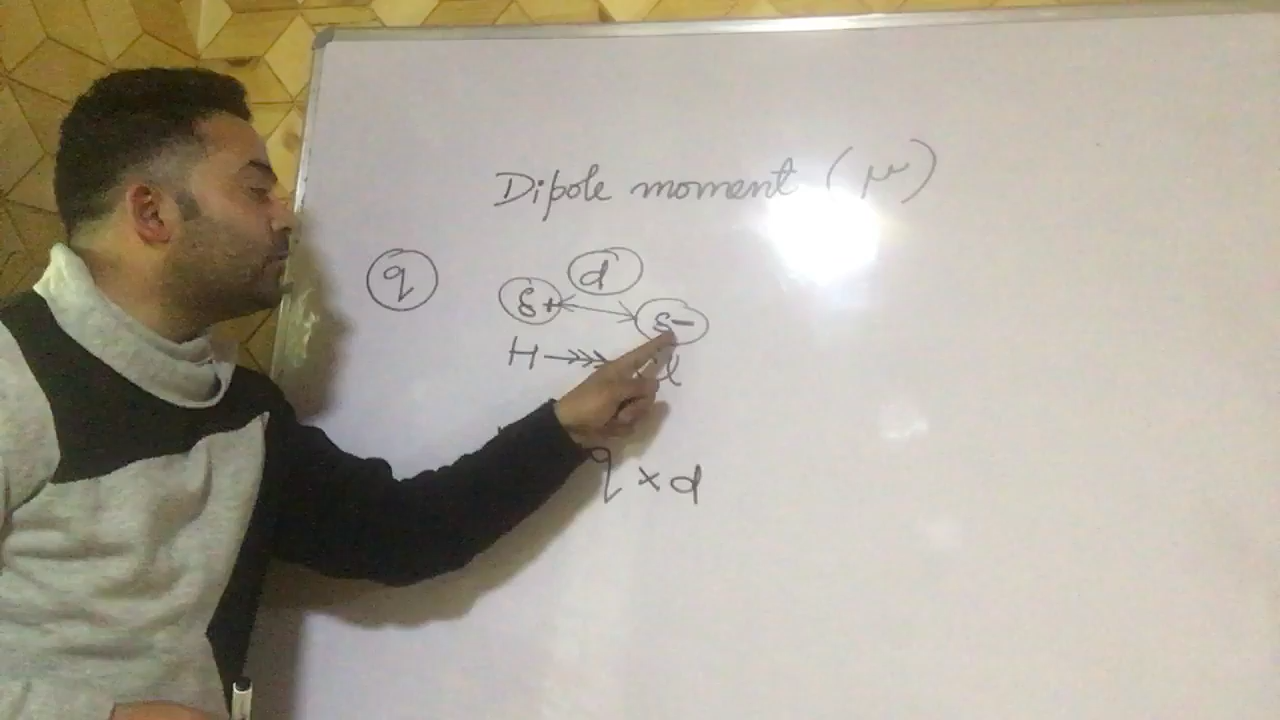 Dipole moment (μ)
q
d
δ+
δ-
H
q × d